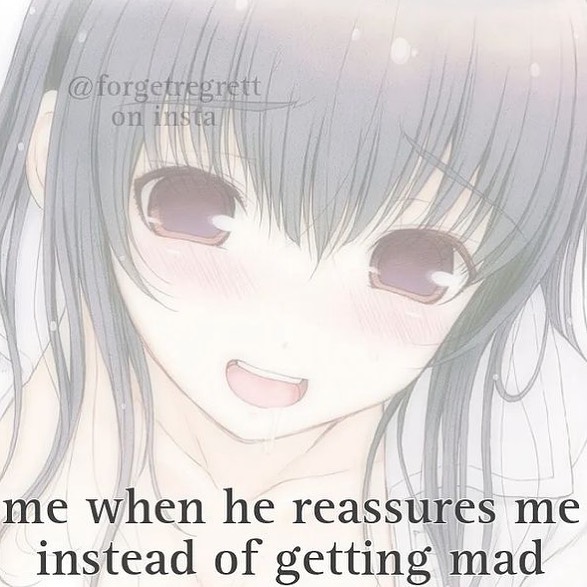 @forgetregrett
on insta
me when he reassures me
instead of getting mad